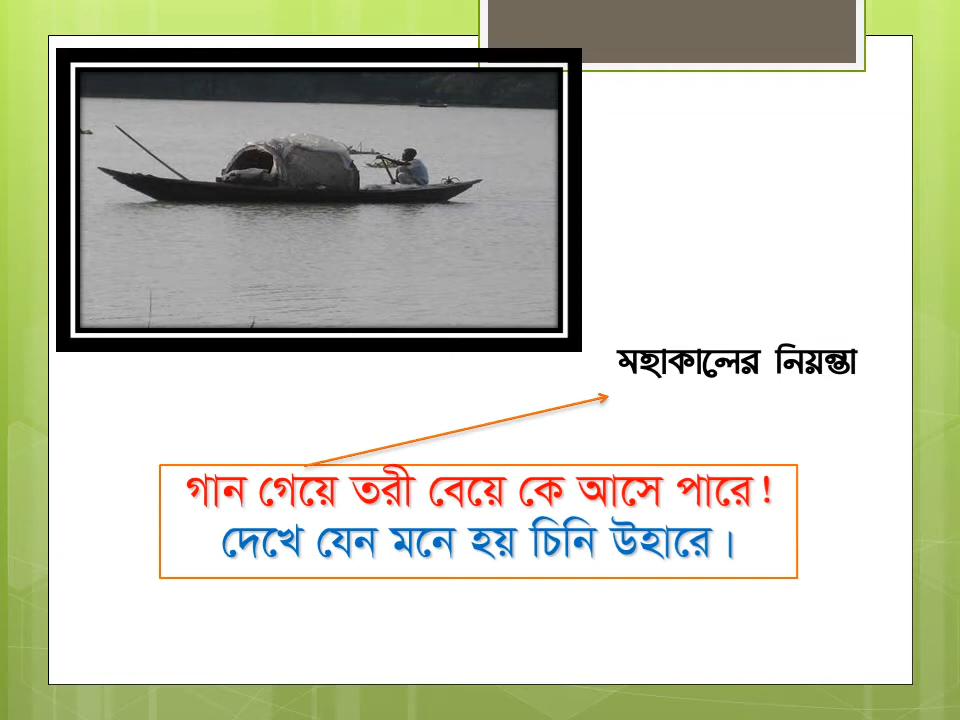 মহাকালের নিয়ন্তা
গান গেয়ে তরী বেয়ে কে আসে পারে!
দেখে যেন মনে হয় চিনি উহারে।